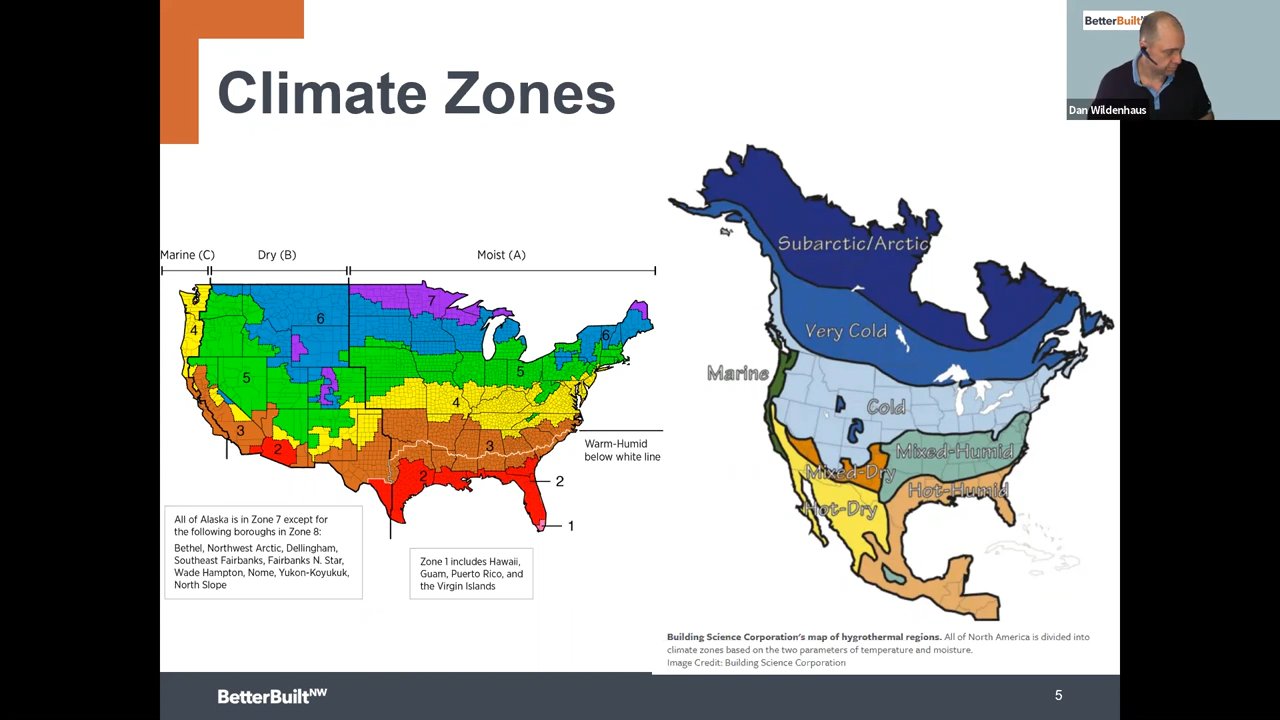 BetterBuilt
Dan Wildenhaus
Climate Zones
Marine (C)
Dry (B)
Moist (A)
7
6
6
4
5
5
4
3
3
2
2
Warm-Humid
below white line
2
1
All of Alaska is in Zone 7 except for
the following boroughs in Zone 8:
Bethel, Northwest Arctic, Dellingham,
Southeast Fairbanks, Fairbanks N. Star,
Wade Hampton, Nome, Yukon-Koyukuk,
North Slope
Zone 1 includes Hawaii,
Guam, Puerto Rico, and
the Virgin Islands
Subarctic/Arctic
Very Cold
Marine
Cold
Mixed-Humid
Mixed-Dry
Hot-Humid
Hot-Dry
Building Science Corporation's map of hygrothermal regions. All of North America is divided into
climate zones based on the two parameters of temperature and moisture.
Image Credit: Building Science Corporation
BetterBuiltNW
5